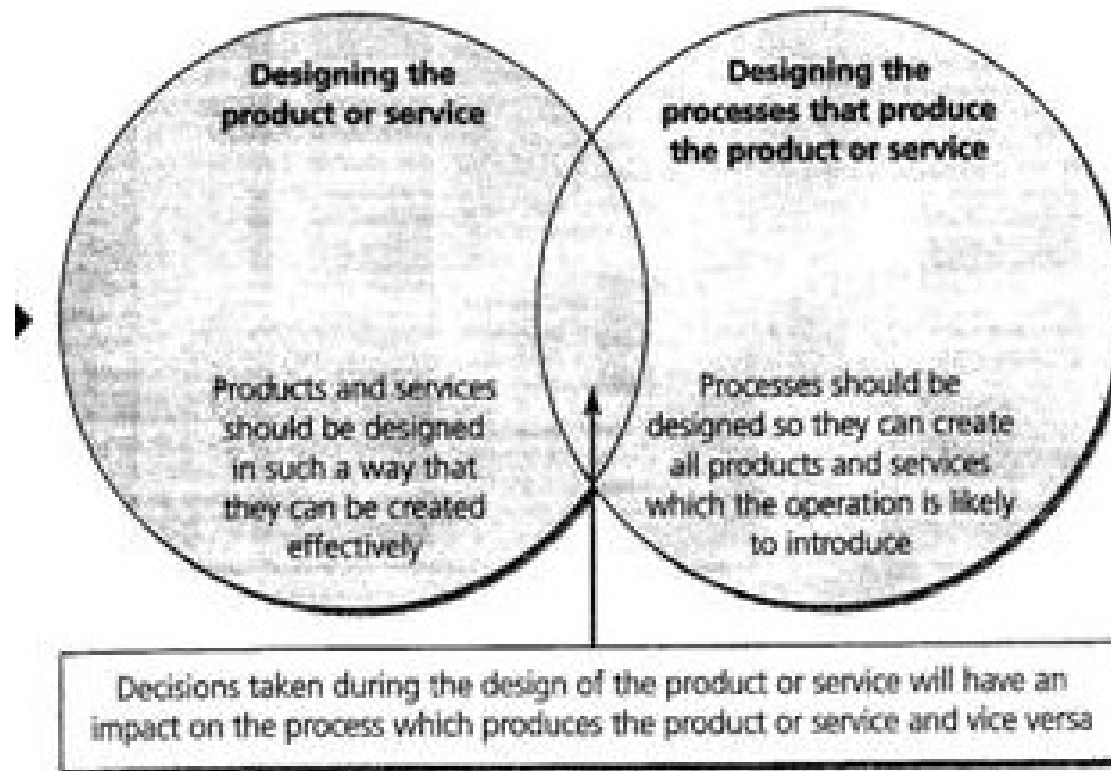 Designing the
product or service
Products and services
should be designed
in such a way that
they can be created
effectively
Designing the
processes that produce
the product or service
Processes should be
designed so they can create
all products and services
which the operation is likely
to introduce
Decisions taken during the design of the product or service will have an
impact on the process which produces the product or service and vice versa